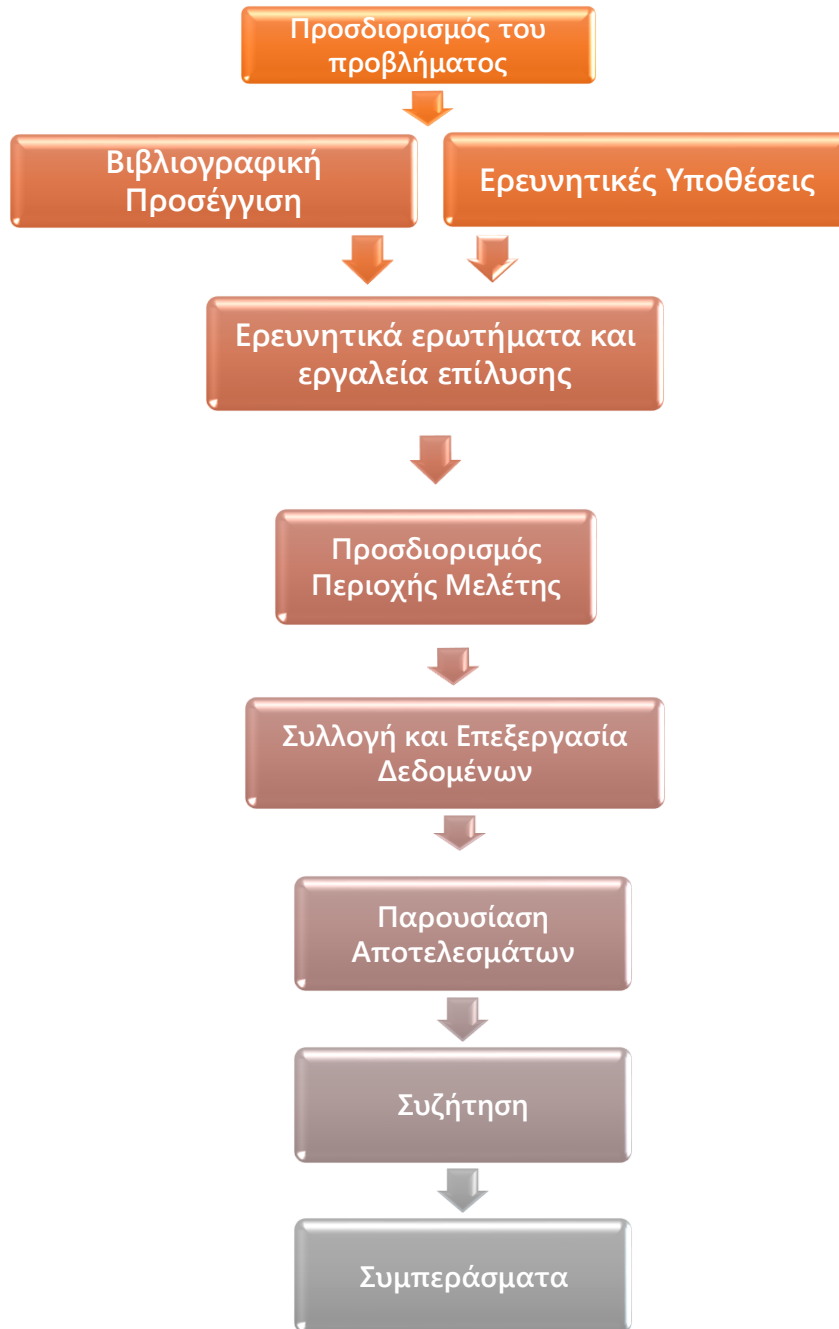 Προσδιορισμός του
προβλήματος
Βιβλιογραφική
Προσέγγιση
Ερευνητικές Υποθέσεις
Ερευνητικά ερωτήματα και
εργαλεία επίλυσης
Προσδιορισμός
Περιοχής Μελέτης
Συλλογή και Επεξεργασία
Δεδομένων
Παρουσίαση
Αποτελεσμάτων
Συζήτηση
Συμπεράσματα